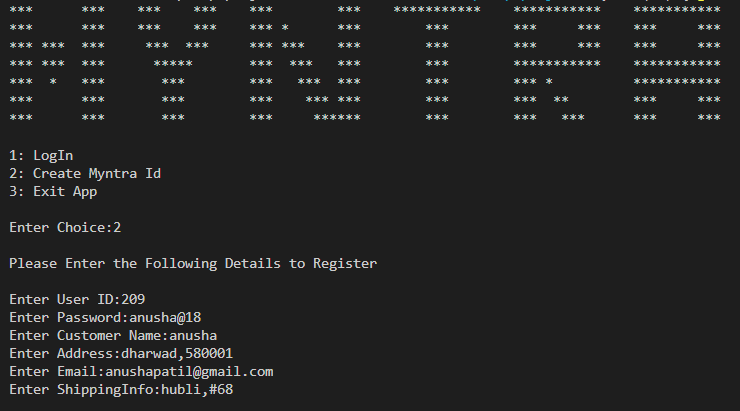 MYNTRA
1: LogIn
2: Create Myntra Id
3: Exit App
Enter Choice:2
Please Enter the Following Details to Register
Enter User ID:209
Enter Password:anusha@18
Enter Customer Name:anusha
Enter Address:dharwad,580001
Enter Email:anushapatil@gmail.com
Enter ShippingInfo:hubli,#68